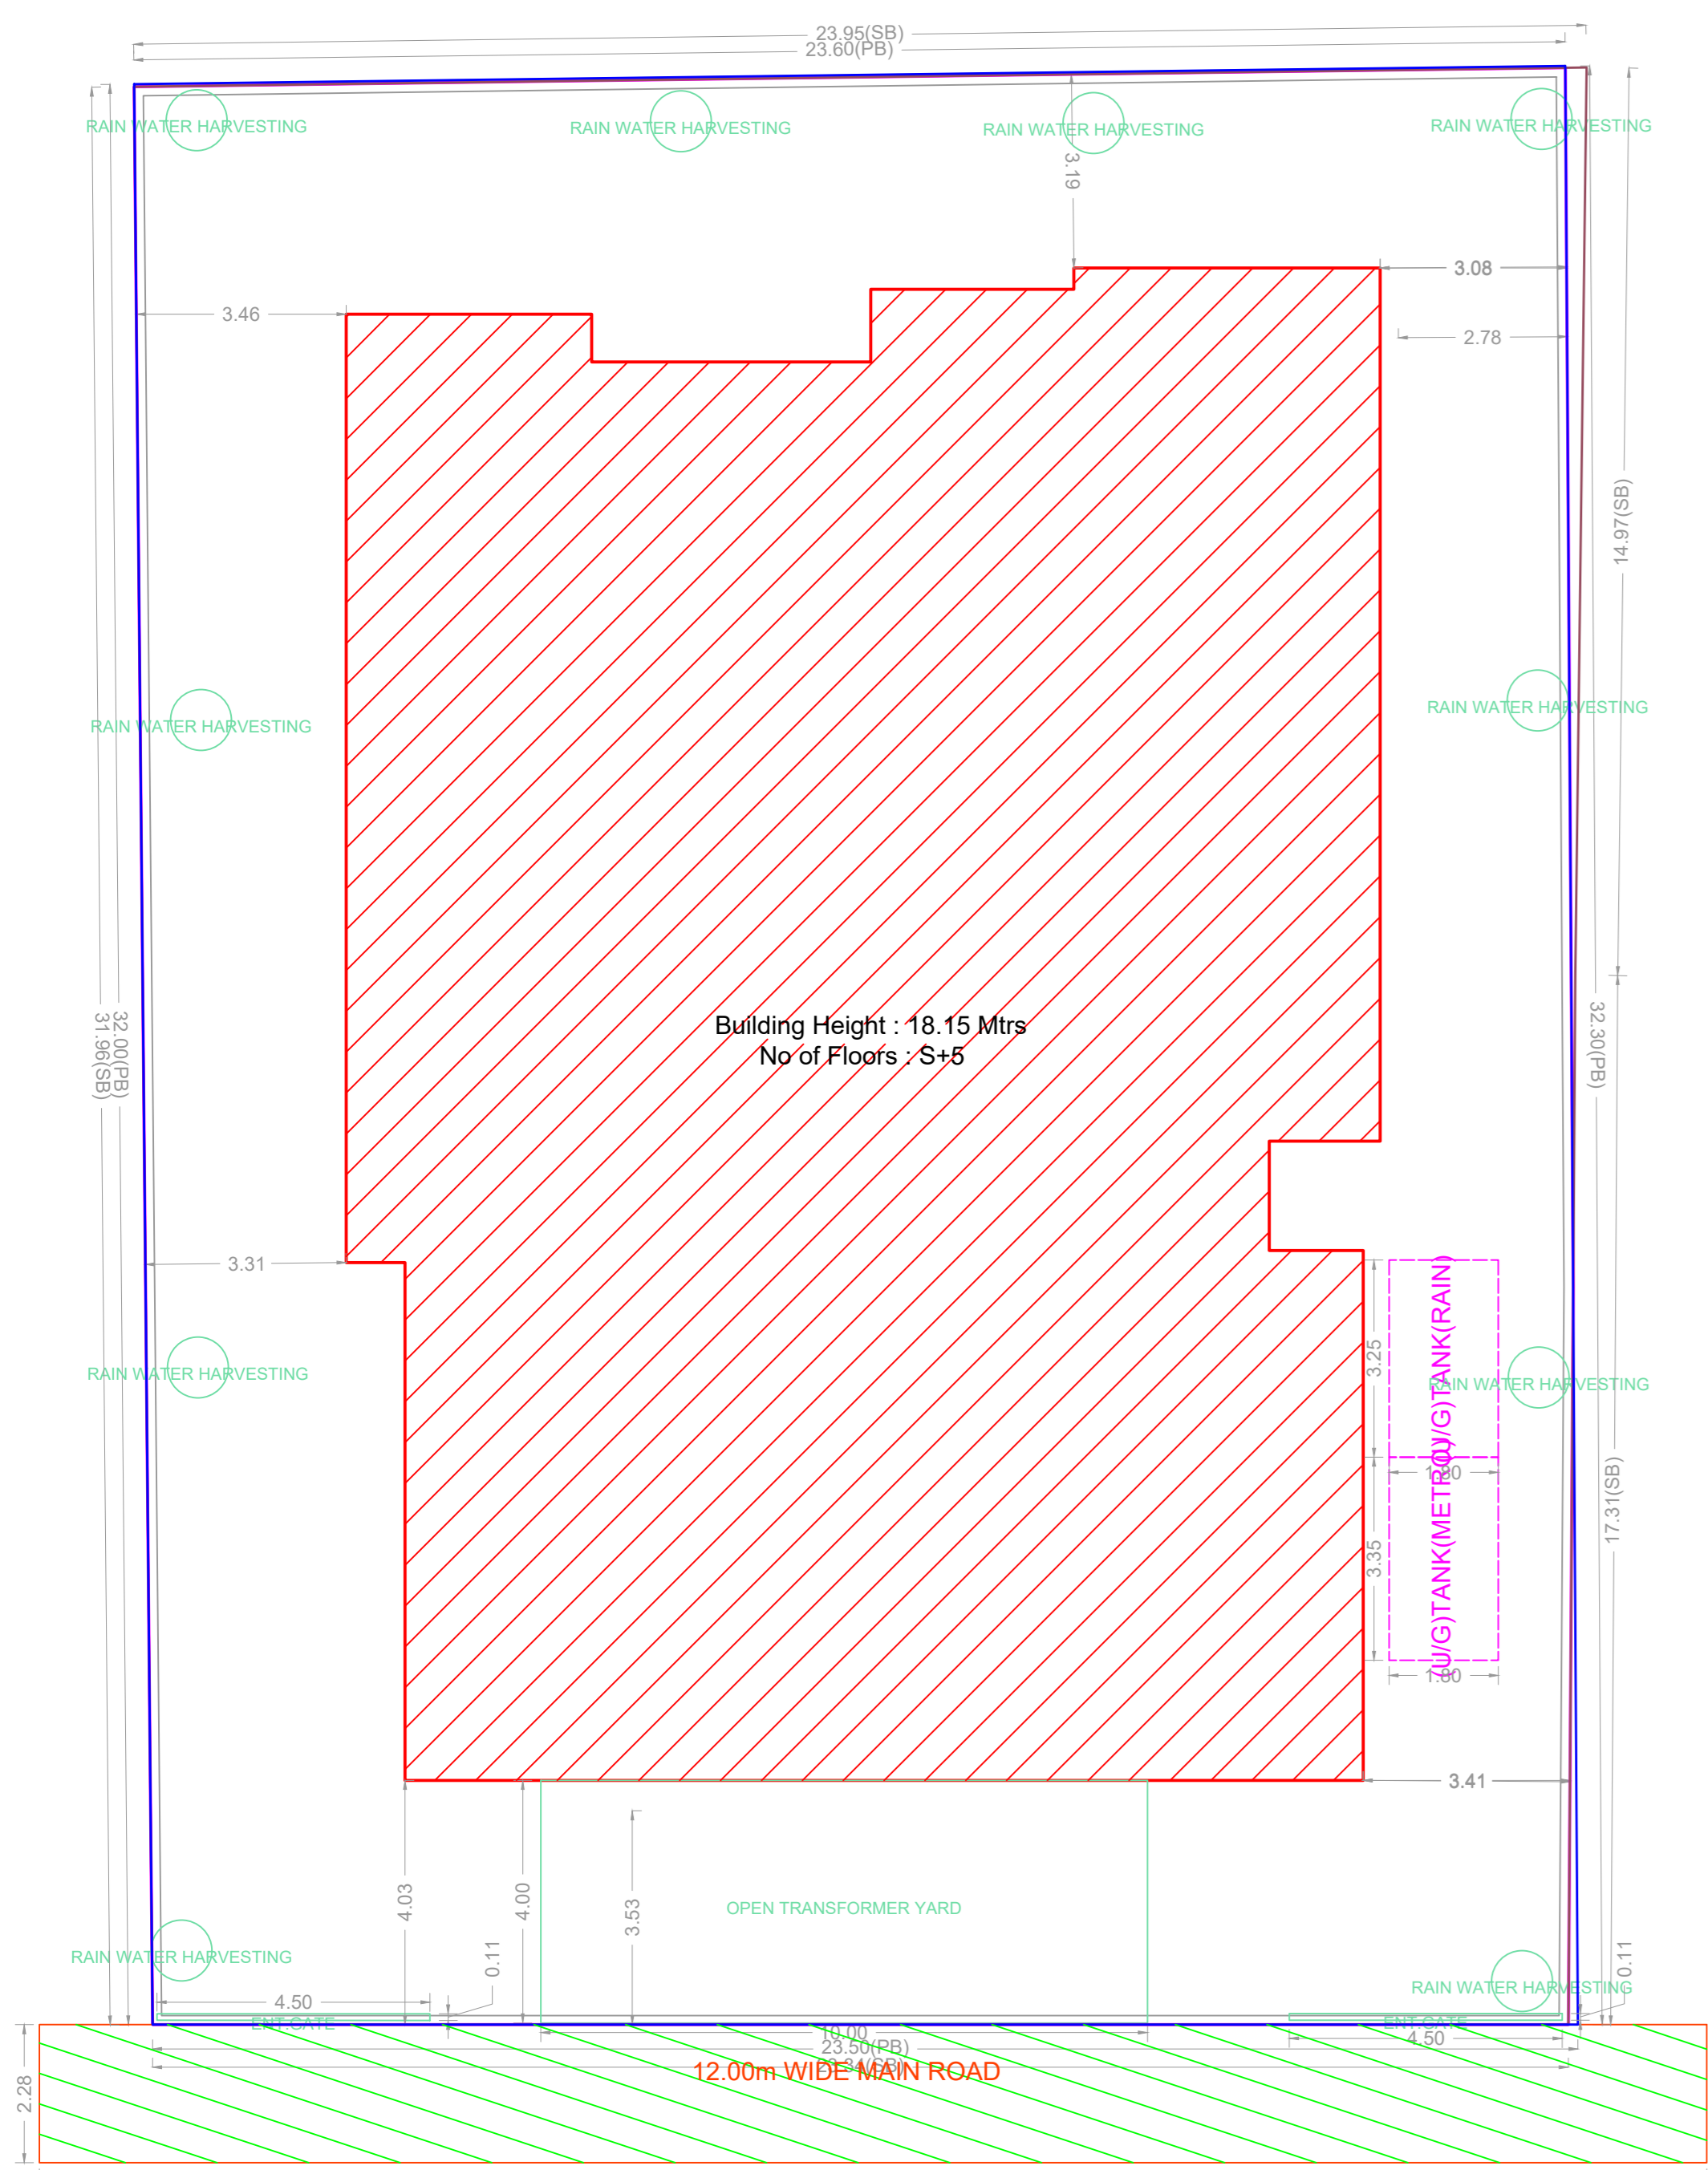 23.95(SB)
23.60(PB)
RAIN WATER HARVESTING
RAIN WATER HARVESTING
RAIN WATER HARVESTING
RAIN WATER HARVESTING
3.19
3.46
3.08
2.78
14.97(SB)
RAIN WATER HARVESTING
RAIN WATER HARVESTING
31.96(SB)
32.00(PB)
Building Height : 18.15 Mtrs
No of Floors : S+5
32.30(PB)
3.31
(U/G)TANK(RAIN)
3.25
RAIN WATER HARVESTING
RAIN WATER HARVESTING
1.80
(U/G)TANK(METRO)
3.35
17.31(SB)
1.80
3.41
4.03
4.00
3.53
OPEN TRANSFORMER YARD
0.11
0.11
RAIN WATER HARVESTING
RAIN WATER HARVESTING
4.50
ENT.GATE
ENT.GATE
10.00
4.50
23.50(PB)
23.34(SB)
12.00m WIDE MAIN ROAD
2.28